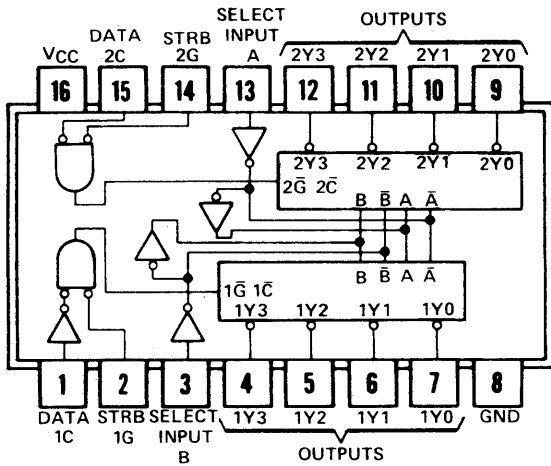 SELECT
INPUT
A
OUTPUTS
DATA
2C
STRB
2G
VCC
2Y3 2Y2 2Y1 2Y0
16 15 14 13 12 11 10 9
2Y3 2Y2 2Y1 2Y0
2G̅ 2C̅
B B̅ A A̅
B B̅ A A̅
1G̅ 1C̅
1Y3 1Y2 1Y1 1Y0
1 2 3 4 5 6 7 8
DATA
1C
STRB
1G
SELECT
INPUT
B
1Y3 1Y2 1Y1 1Y0
OUTPUTS
GND